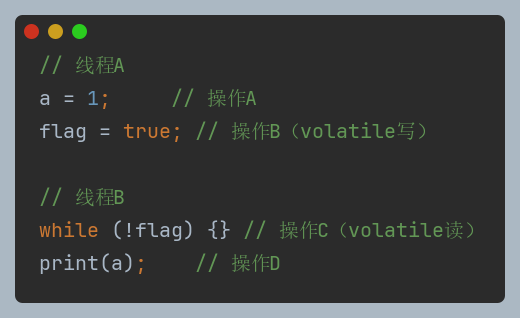 // 线程A
a = 1;     // 操作A
flag = true; // 操作B（volatile写）
// 线程B
while (!flag) {} // 操作C（volatile读）
print(a);    // 操作D